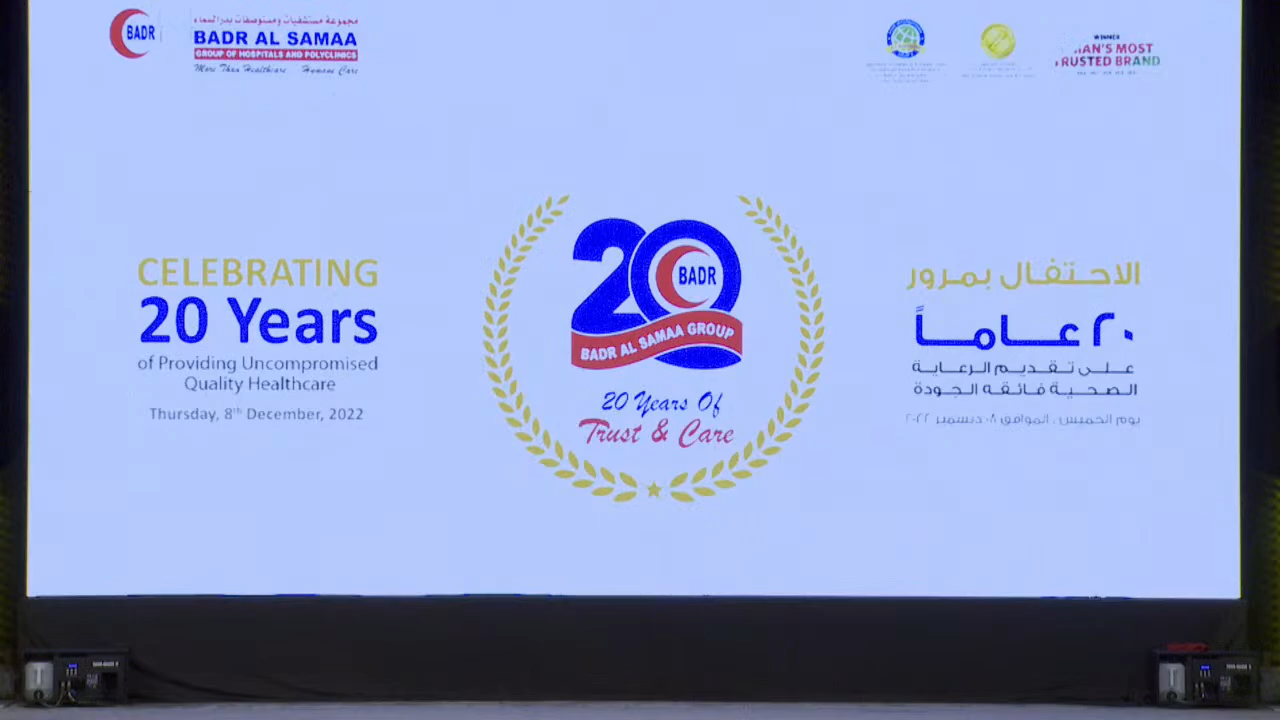 BADR
مجموعة مستشفيات ومستوصفات بدر السماء
BADR AL SAMAA
GROUP OF HOSPITALS AND POLYCLINICS
More Than Healthcare Humane Care
WINNER
MOST
TRUSTED BRAND
CELEBRATING
20 Years
of Providing Uncompromised
Quality Healthcare
Thursday, 8th December, 2022
20
BADR
BADR AL SAMAA GROUP
20 Years Of
Trust & Care
الاحتفال بمرور
٢٠ عاماً
على تقديم الرعاية
الصحية فائقه الجودة
يوم الخميس . الموافق ٠٨ ديسمبر ٢٠٢٢